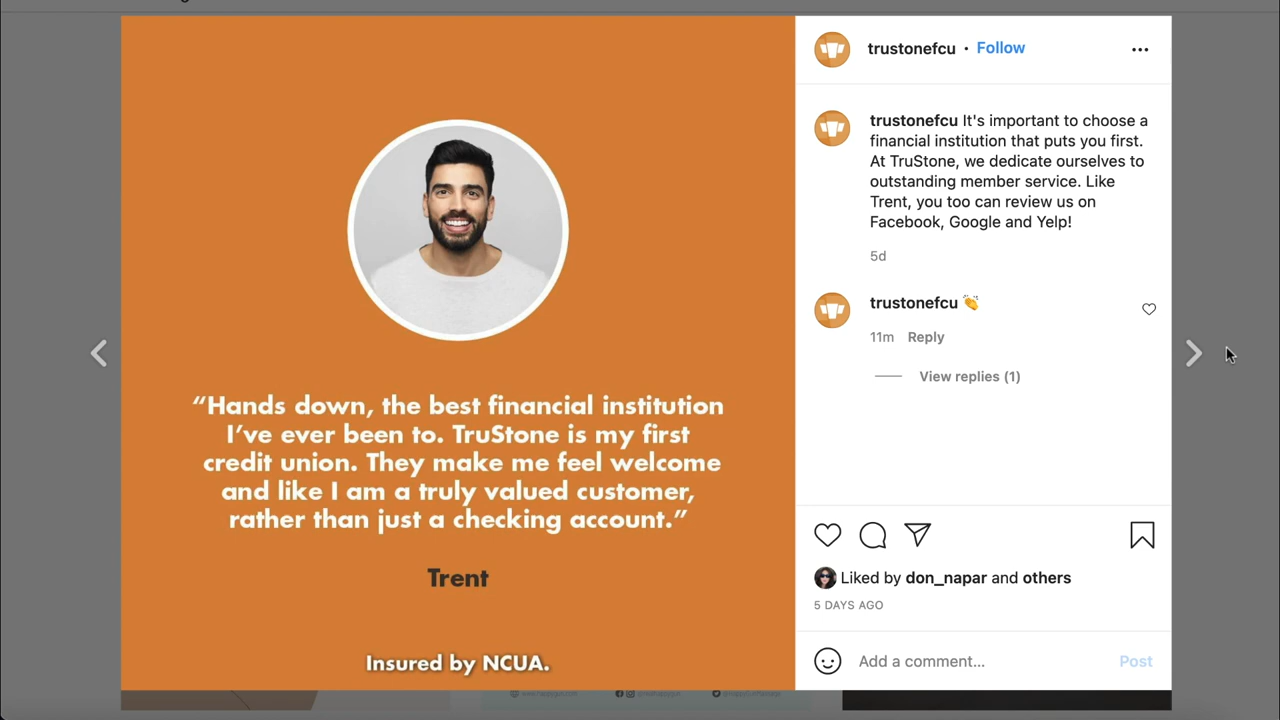 “Hands down, the best financial institution
I’ve ever been to. TruStone is my first
credit union. They make me feel welcome
and like I am a truly valued customer,
rather than just a checking account.”
Trent
Insured by NCUA.
trustonefcu • Follow
trustonefcu It's important to choose a
financial institution that puts you first.
At TruStone, we dedicate ourselves to
outstanding member service. Like
Trent, you too can review us on
Facebook, Google and Yelp!
5d
trustonefcu 👏
11m Reply
View replies (1)
Liked by don_napar and others
5 DAYS AGO
Add a comment... Post